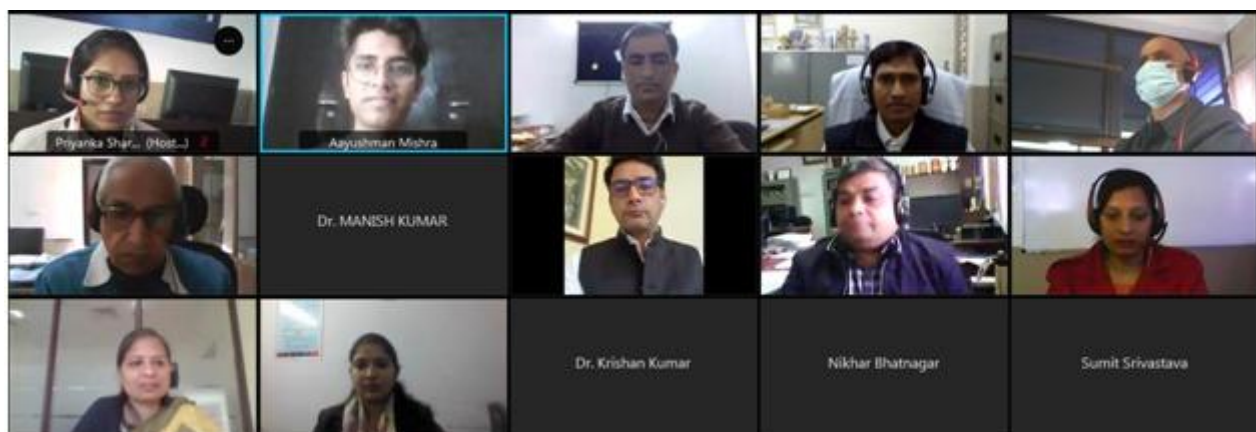 Priyanka Shar... (Host...)
Aayushman Mishra
Dr. MANISH KUMAR
Dr. Krishan Kumar
Nikhar Bhatnagar
Sumit Srivastava